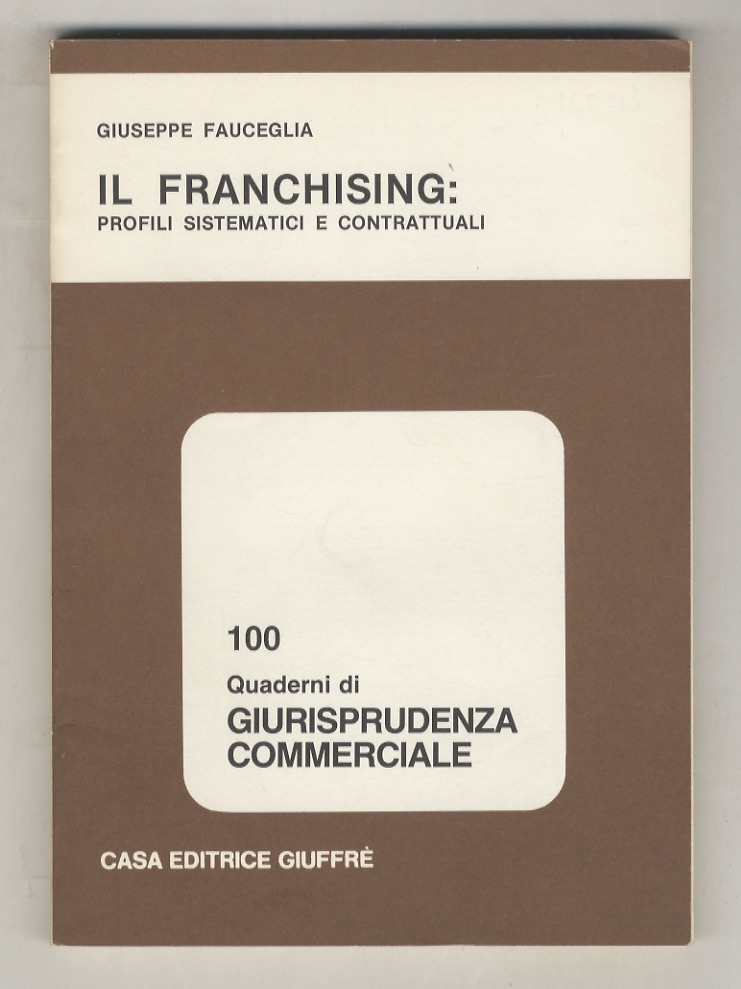 GIUSEPPE FAUCEGLIA
IL FRANCHISING:
PROFILI SISTEMATICI E CONTRATTUALI
100
Quaderni di
GIURISPRUDENZA
COMMERCIALE
CASA EDITRICE GIUFFRÈ